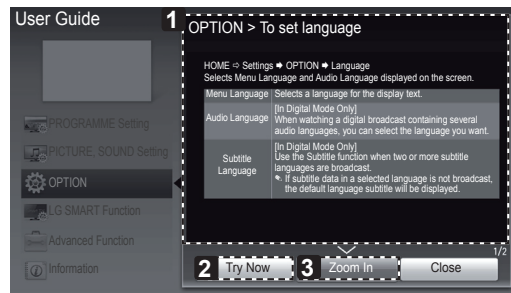 User Guide
1
OPTION > To set language
HOME ⇨ Settings ➡ OPTION ➡ Language
Selects Menu Language and Audio Language displayed on the screen.
Menu Language Selects a language for the display text.
Audio Language [In Digital Mode Only]
When watching a digital broadcast containing several
audio languages, you can select the language you want.
Subtitle
Language
[In Digital Mode Only]
Use the Subtitle function when two or more subtitle
languages are broadcast.
✎ If subtitle data in a selected language is not broadcast,
the default language subtitle will be displayed.
PROGRAMME Setting
PICTURE, SOUND Setting
OPTION
LG SMART Function
Advanced Function
Information
1/2
2 Try Now
3 Zoom In
Close